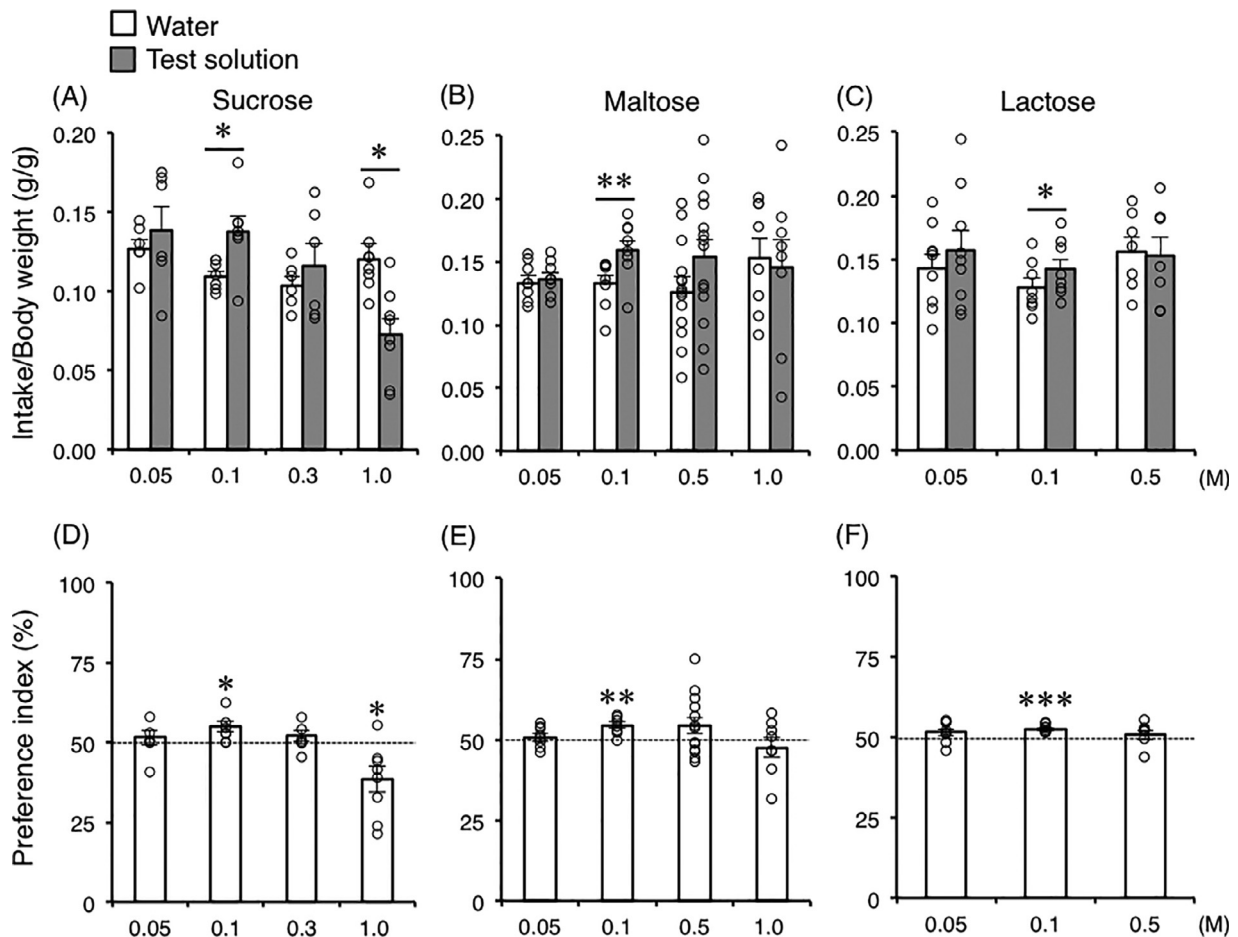 Water
Test solution
(A) Sucrose
(B) Maltose
(C) Lactose
Intake/Body weight (g/g)
0.20
0.15
0.10
0.05
0.00
* *
0.05 0.1 0.3 1.0
0.25
0.20
0.15
0.10
0.05
0.00
**
0.05 0.1 0.5 1.0
0.25
0.20
0.15
0.10
0.05
0.00
*
0.05 0.1 0.5 (M)
(D)
(E)
(F)
Preference index (%)
100
75
50
25
0
* *
0.05 0.1 0.3 1.0
100
75
50
25
0
**
0.05 0.1 0.5 1.0
100
75
50
25
0
***
0.05 0.1 0.5 (M)